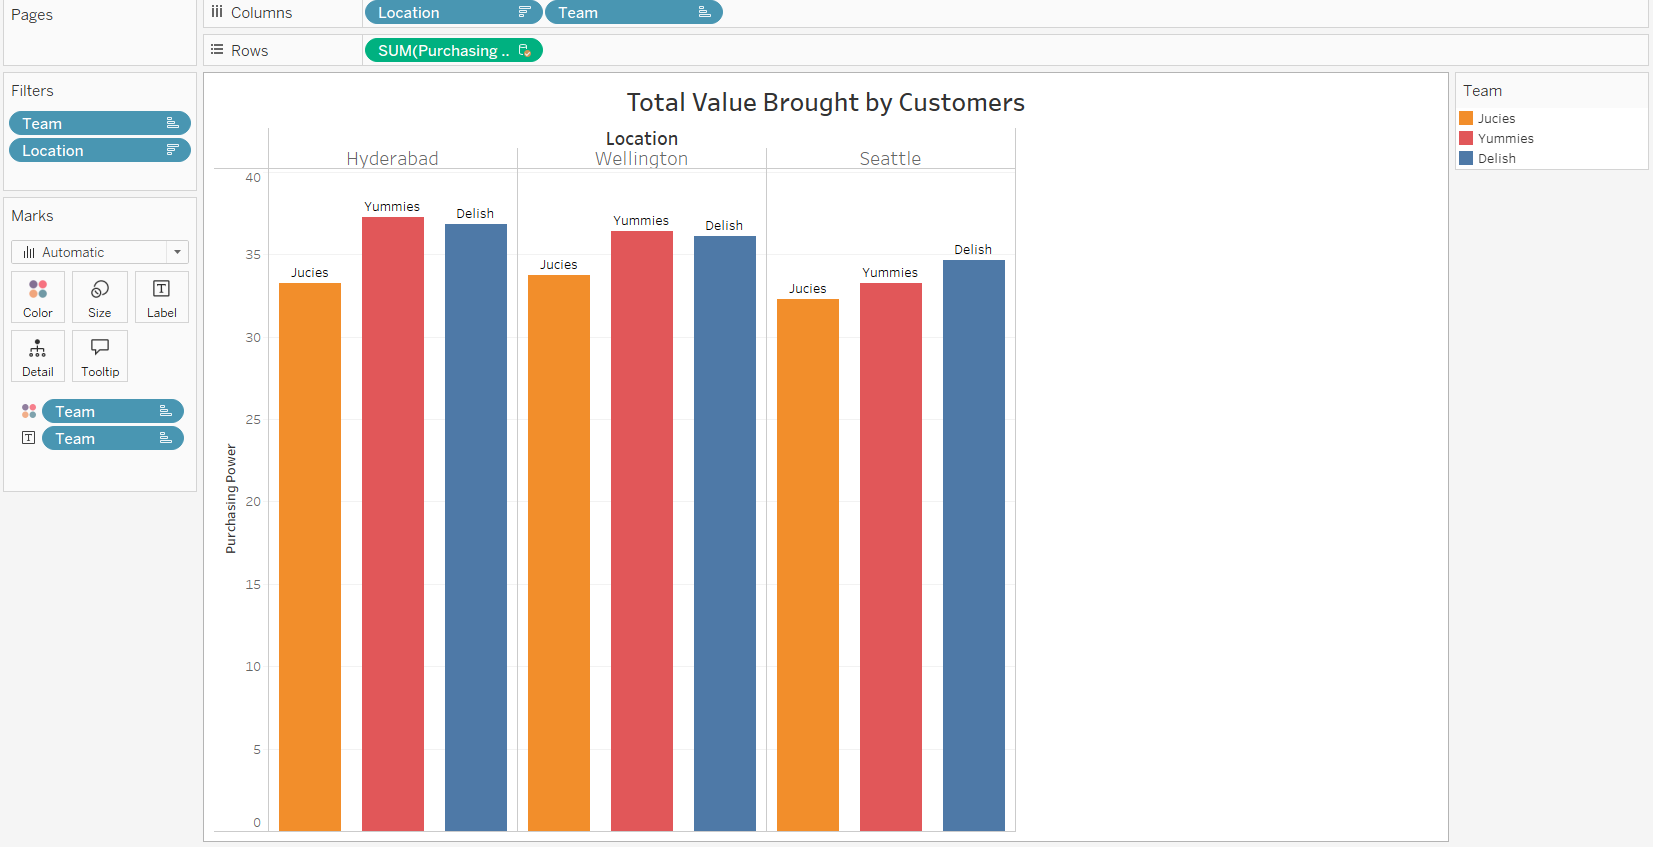 Pages
Columns
Location
Team
Rows
SUM(Purchasing ..
Filters
Team
Location
Marks
Automatic
Color
Size
Label
Detail
Tooltip
Team
Team
Total Value Brought by Customers
Location
Hyderabad
Wellington
Seattle
40
35
30
25
20
15
10
5
0
Purchasing Power
Jucies
Yummies
Delish
Jucies
Yummies
Delish
Jucies
Yummies
Delish
Team
Jucies
Yummies
Delish